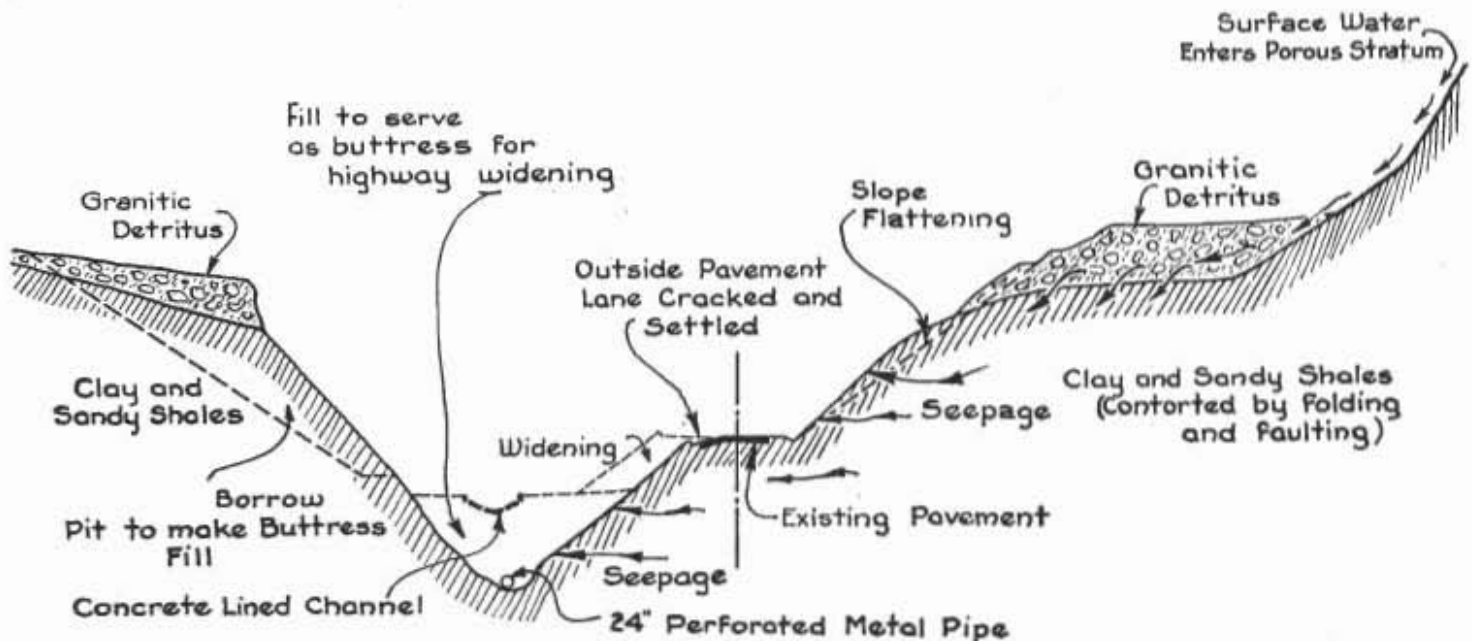 Surface Water
Enters Porous Stratum
Fill to serve
as buttress for
highway widening
Granitic
Detritus
Slope
Flattening
Granitic
Detritus
Outside Pavement
Lane Cracked and
Settled
Clay and
Sandy Shales
Widening
Seepage
Clay and Sandy Shales
(Contorted by Folding
and Faulting)
Borrow
Pit to make Buttress
Fill
Existing Pavement
Concrete Lined Channel
Seepage
24" Perforated Metal Pipe